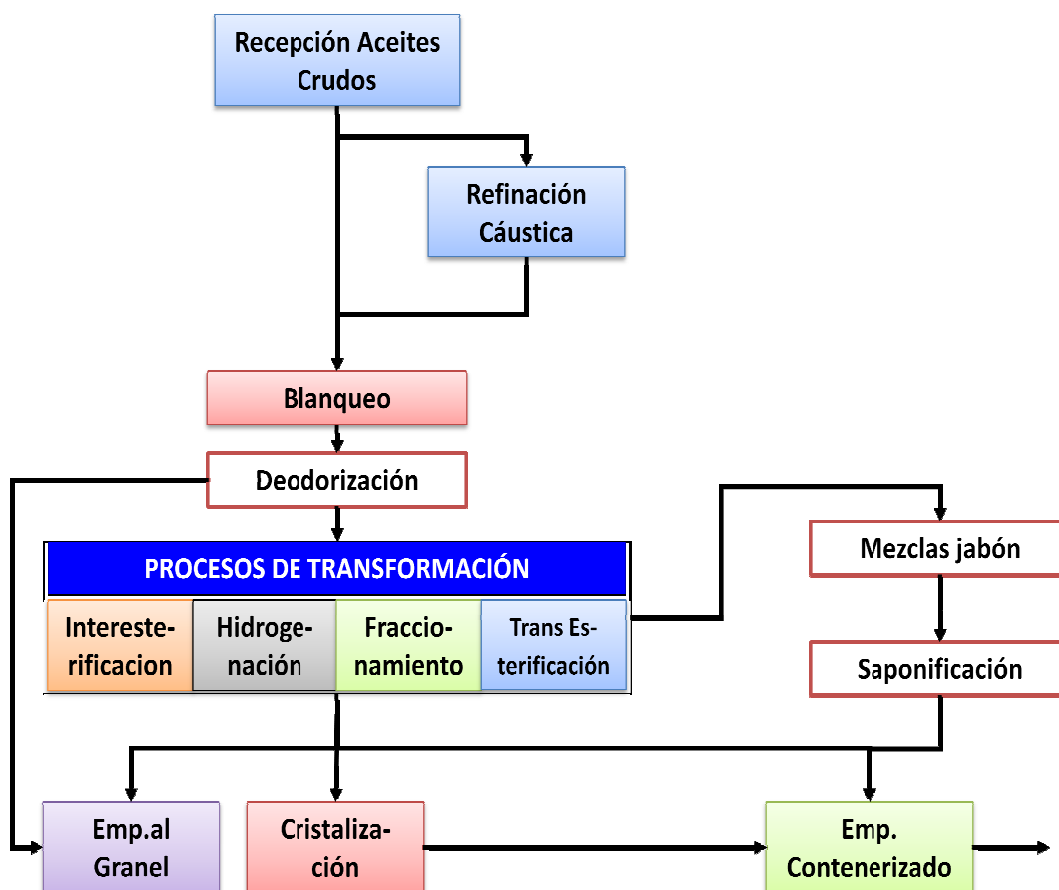 Recepción Aceites
Crudos
Refinación
Cáustica
Blanqueo
Deodorización
Mezclas jabón
PROCESOS DE TRANSFORMACIÓN
Intereste-
rificacion
Hidroge-
nación
Fraccio-
namiento
Trans Es-
terificación
Saponificación
Emp.al
Granel
Cristaliza-
ción
Emp.
Contenerizado